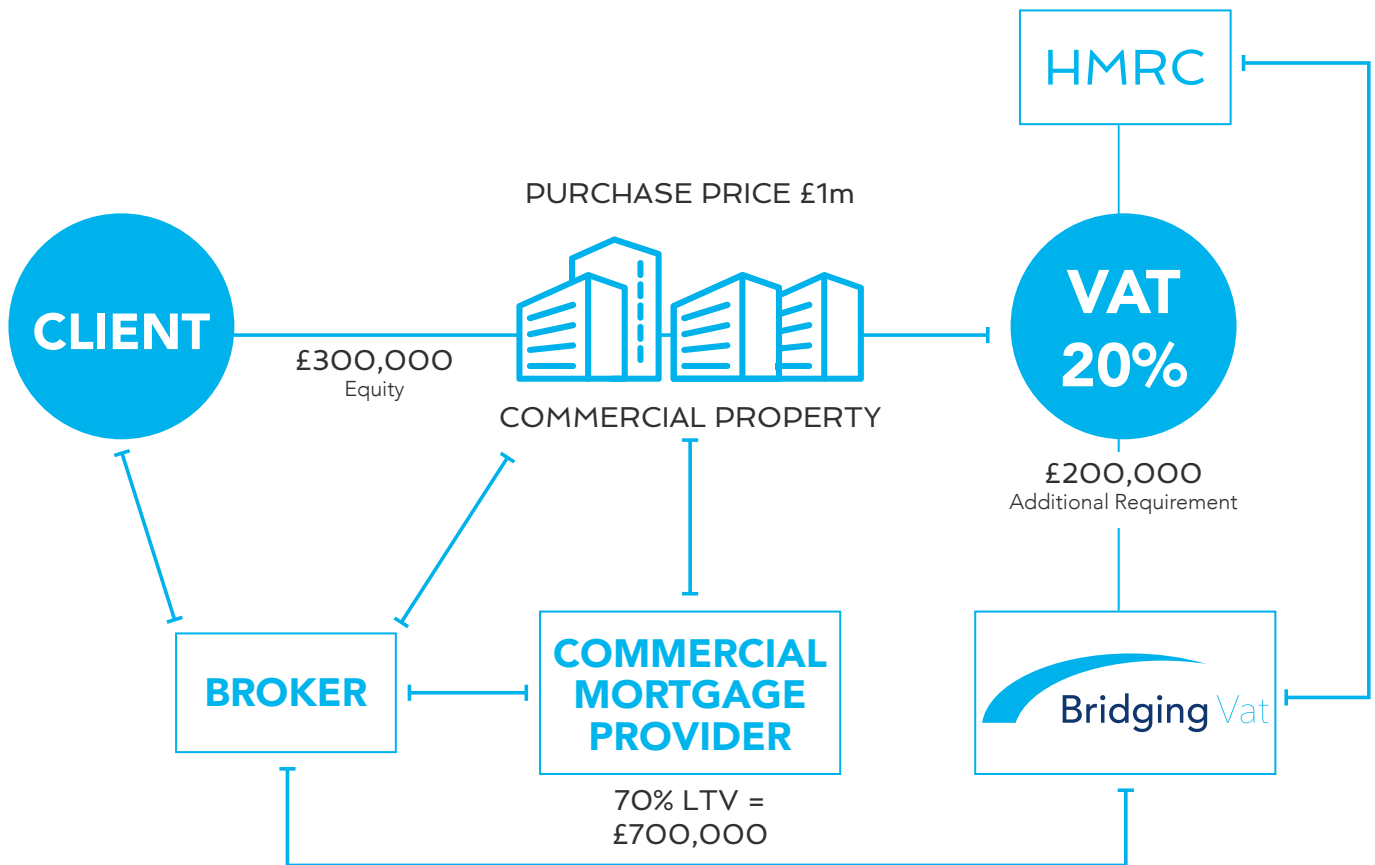 HMRC
PURCHASE PRICE £1m
CLIENT
£300,000
Equity
COMMERCIAL PROPERTY
VAT
20%
£200,000
Additional Requirement
BROKER
COMMERCIAL
MORTGAGE
PROVIDER
70% LTV =
£700,000
Bridging Vat